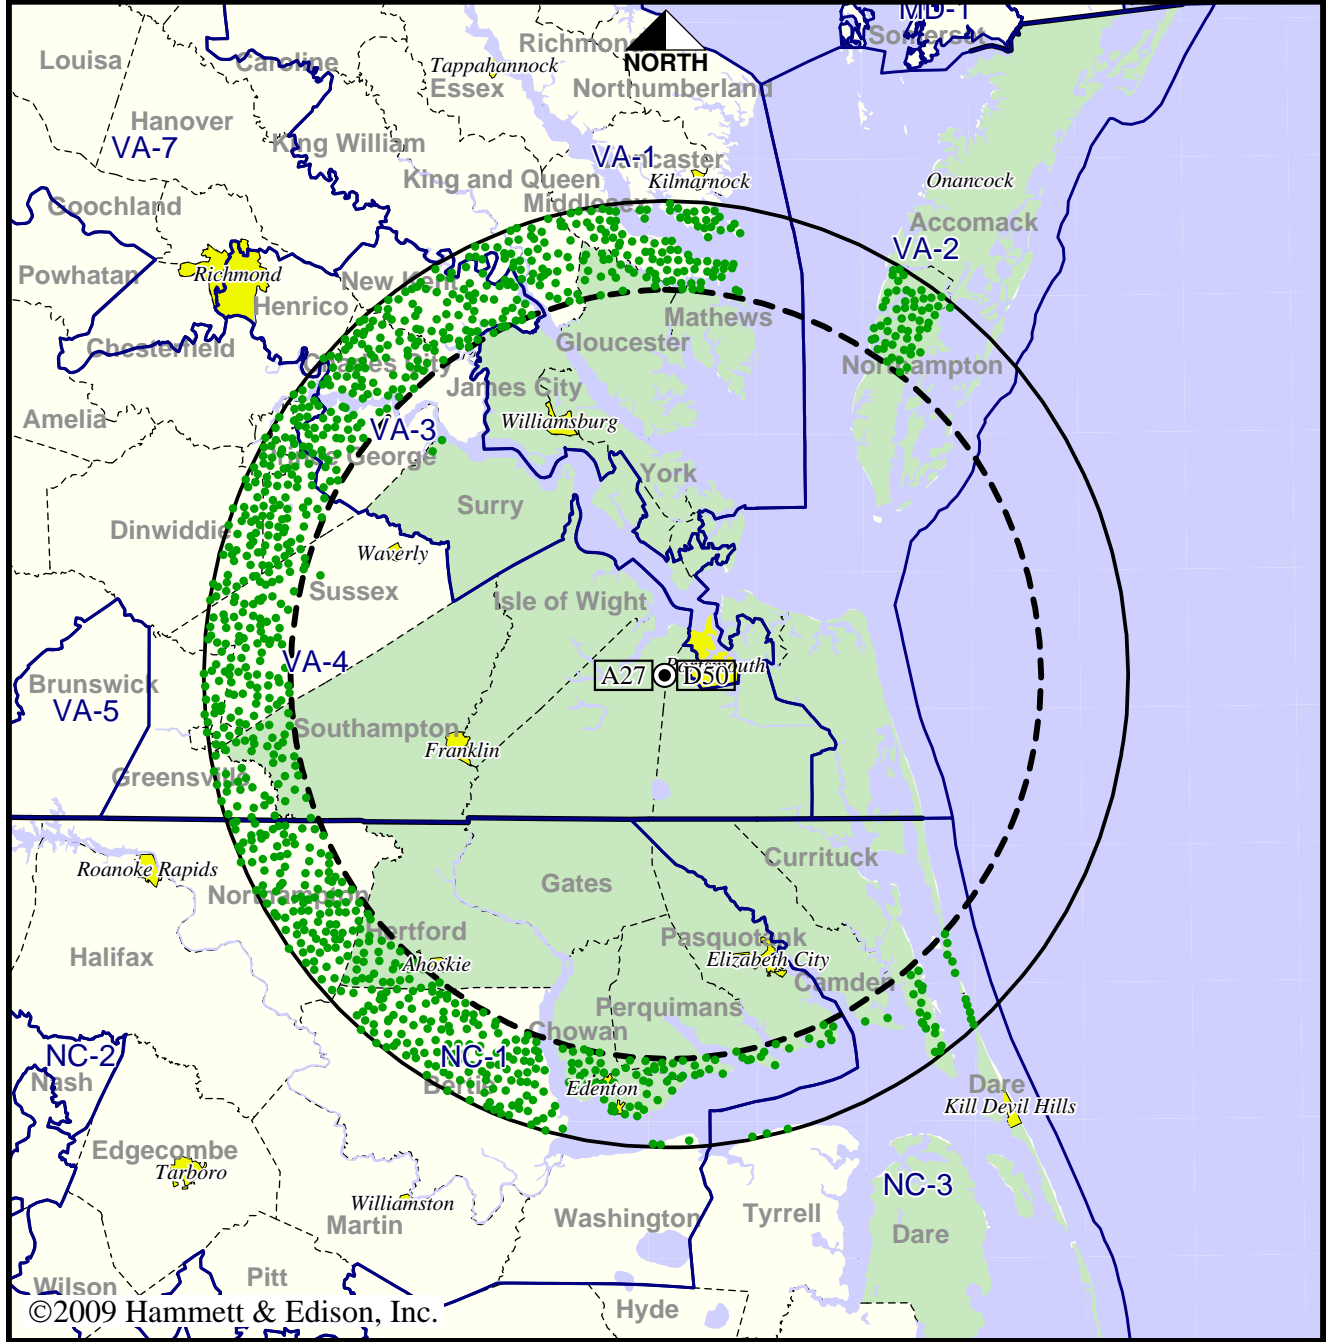 MD-1
Somerset
Richmon
Louisa
Caroline
Tappahannock
NORTH
Essex
Northumberland
Hanover
VA-7
King William
VA-1
ncaster
King and Queen
Kilmarnock
Onancock
Goochland
Middlesex
Accomack
VA-2
Powhatan
Richmond
New Kent
Henrico
Mathews
Chesterfield
Gloucester
Charles City
Northampton
James City
Amelia
Williamsburg
VA-3
Prince George
York
Surry
Dinwiddie
Waverly
Sussex
Isle of Wight
VA-4
Portsmouth
A27
D50
Brunswick
VA-5
Southampton
Franklin
Greensville
Currituck
Roanoke Rapids
Gates
Northampton
Hertford
Pasquotank
Halifax
Ahoskie
Elizabeth City
Camden
Perquimans
Chowan
NC-2
NC-1
Nash
Bertie
Edenton
Dare
Kill Devil Hills
Edgecombe
Tarboro
NC-3
Williamston
Martin
Washington
Tyrrell
Dare
Pitt
Wilson
Hyde
©2009 Hammett & Edison, Inc.